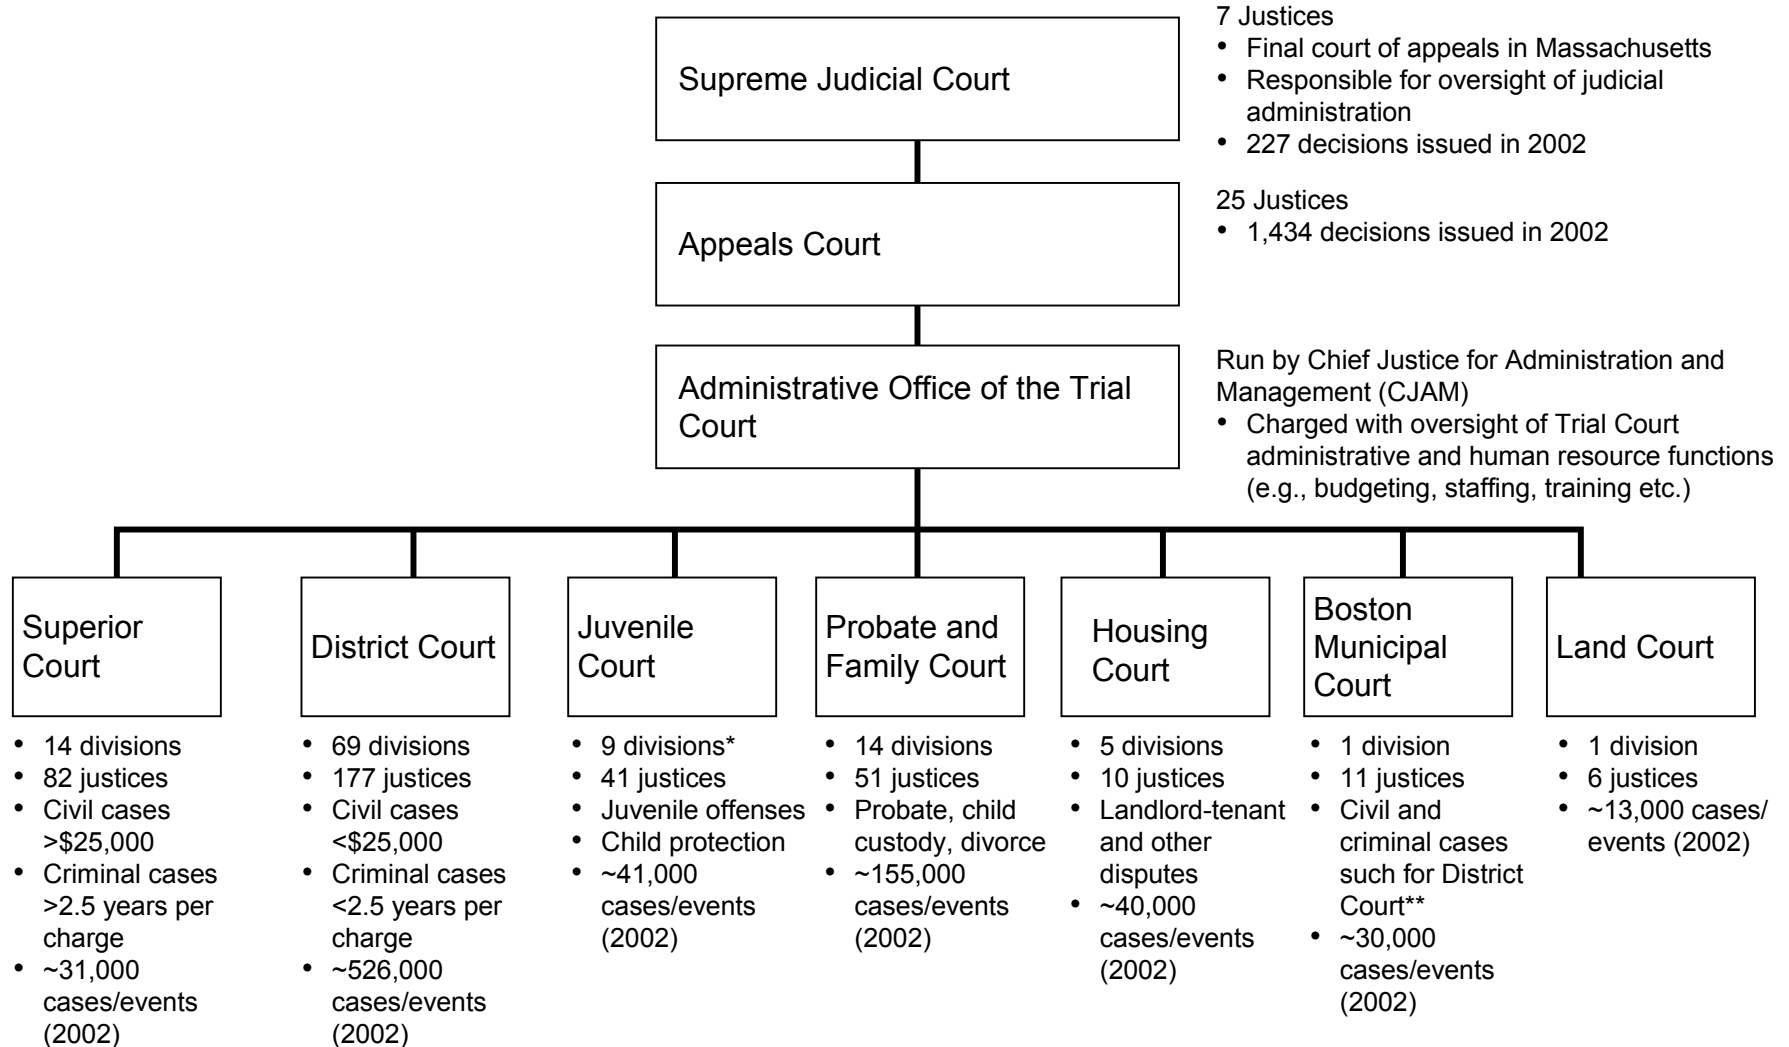 7 Justices
• Final court of appeals in Massachusetts
• Responsible for oversight of judicial
administration
• 227 decisions issued in 2002
Supreme Judicial Court
25 Justices
• 1,434 decisions issued in 2002
Appeals Court
Run by Chief Justice for Administration and
Management (CJAM)
• Charged with oversight of Trial Court
administrative and human resource functions
(e.g., budgeting, staffing, training etc.)
Administrative Office of the Trial
Court
Superior
Court
• 14 divisions
• 82 justices
• Civil cases
>$25,000
• Criminal cases
>2.5 years per
charge
• ~31,000
cases/events
(2002)
District Court
• 69 divisions
• 177 justices
• Civil cases
<$25,000
• Criminal cases
<2.5 years per
charge
• ~526,000
cases/events
(2002)
Juvenile
Court
• 9 divisions*
• 41 justices
• Juvenile offenses
• Child protection
• ~41,000
cases/events
(2002)
Probate and
Family Court
• 14 divisions
• 51 justices
• Probate, child
custody, divorce
• ~155,000
cases/events
(2002)
Housing
Court
• 5 divisions
• 10 justices
• Landlord-tenant
and other
disputes
• ~40,000
cases/events
(2002)
Boston
Municipal
Court
• 1 division
• 11 justices
• Civil and
criminal cases
such for District
Court**
• ~30,000
cases/events
(2002)
Land Court
• 1 division
• 6 justices
• ~13,000 cases/
events (2002)